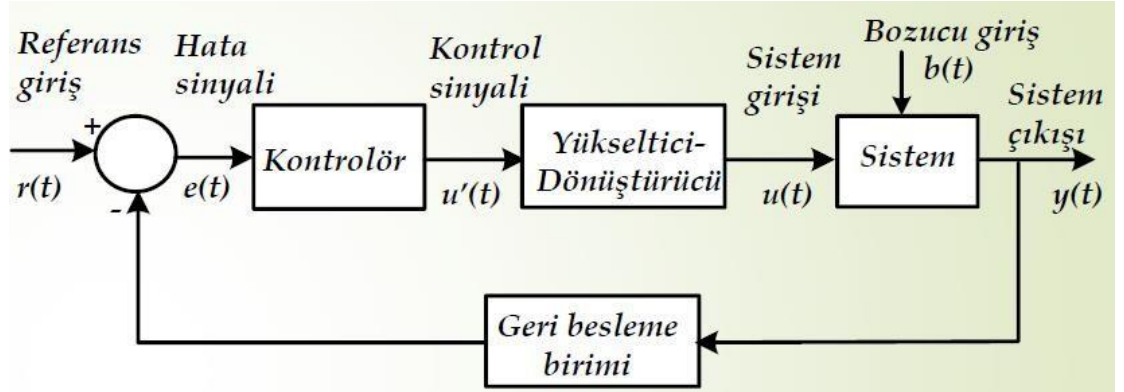 Referans
giriş
Hata
sinyali
Kontrol
sinyali
Sistem
girişi
Bozucu giriş
b(t)
Sistem
çıkışı
+
r(t)
-
e(t)
Kontrolör
u'(t)
Yükseltici-
Dönüştürücü
u(t)
Sistem
y(t)
Geri besleme
birimi